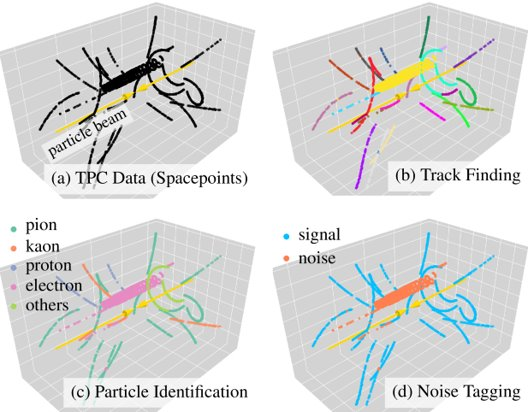 particle beam
(a) TPC Data (Spacepoints)
(b) Track Finding
pion
kaon
proton
electron
others
(c) Particle Identification
signal
noise
(d) Noise Tagging